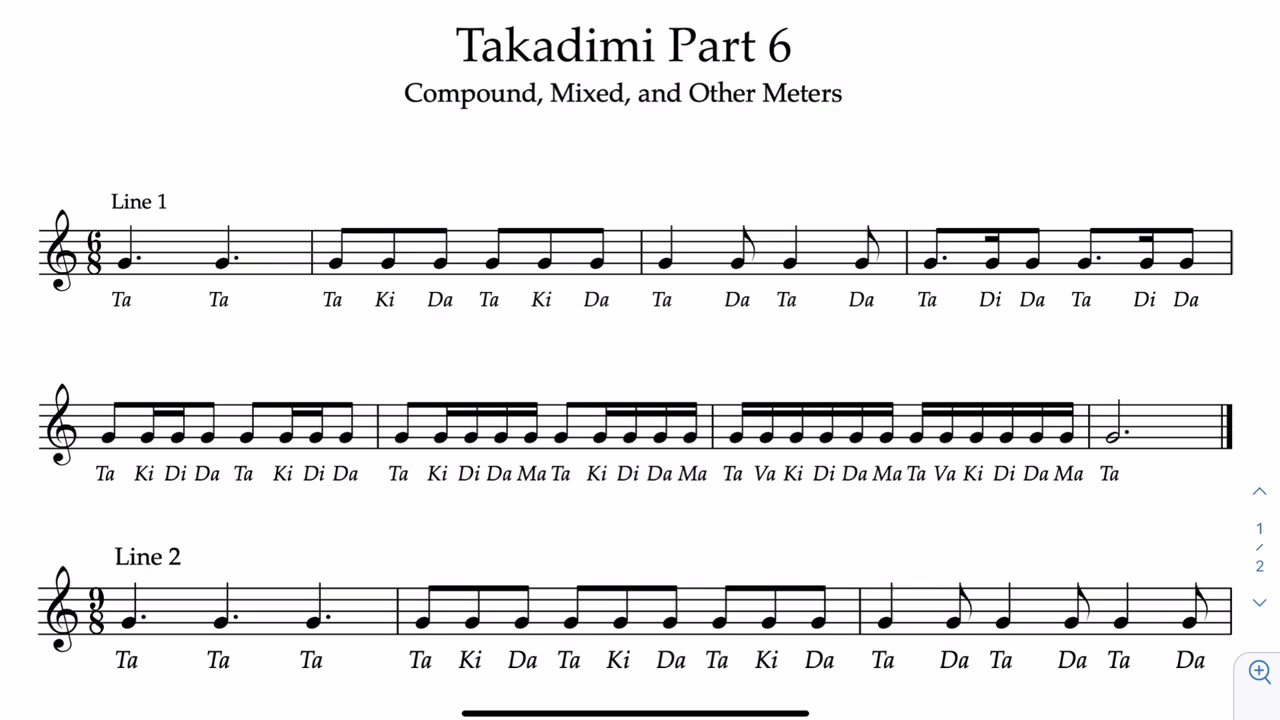 Takadimi Part 6
Compound, Mixed, and Other Meters
Line 1
6
8
Ta Ta Ta Ki Da Ta Ki Da Ta Da Ta Da Ta Di Da Ta Di Da
Ta Ki Di Da Ta Ki Di Da Ta Ki Di Da Ma Ta Ki Di Da Ma Ta Va Ki Di Da Ma Ta Va Ki Di Da Ma Ta
1
/
2
Line 2
9
8
Ta Ta Ta Ta Ki Da Ta Ki Da Ta Ki Da Ta Da Ta Da Ta Da